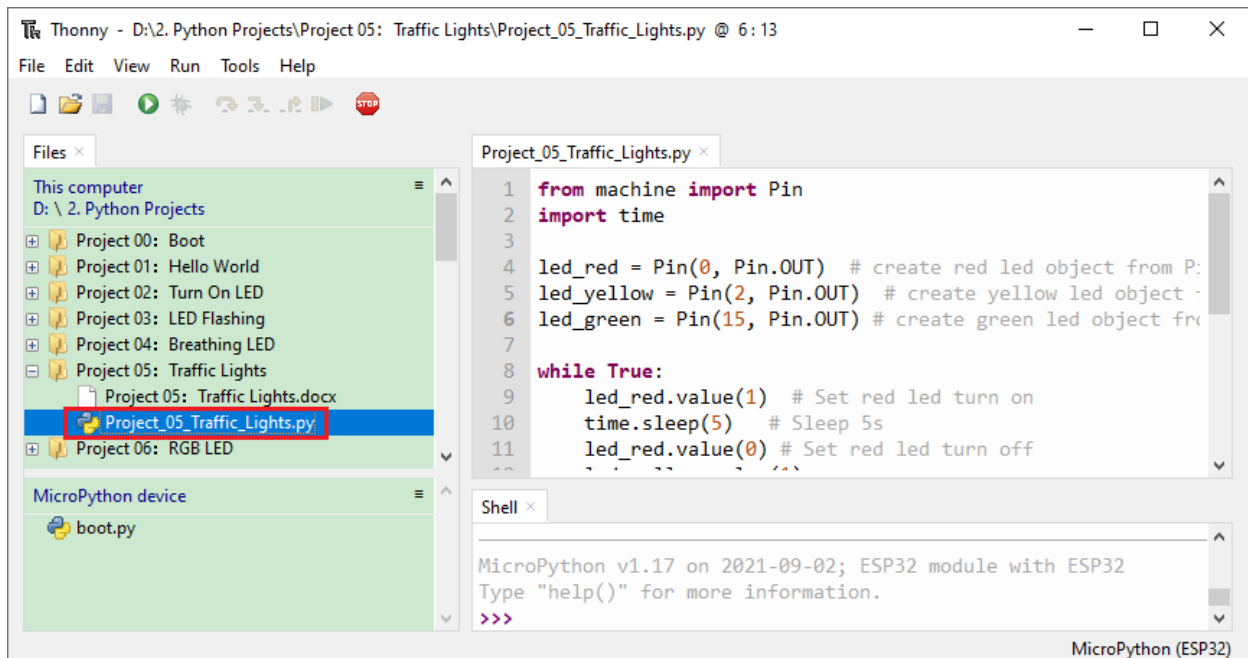 Thonny - D:\2. Python Projects\Project 05：Traffic Lights\Project_05_Traffic_Lights.py @ 6:13
File Edit View Run Tools Help
STOP
Files ×
This computer
D: \ 2. Python Projects
Project 00：Boot
Project 01：Hello World
Project 02：Turn On LED
Project 03：LED Flashing
Project 04：Breathing LED
Project 05：Traffic Lights
Project 05：Traffic Lights.docx
Project_05_Traffic_Lights.py
Project 06：RGB LED
MicroPython device
boot.py
Project_05_Traffic_Lights.py ×
1 from machine import Pin
2 import time
3
4 led_red = Pin(0, Pin.OUT)  # create red led object from
5 led_yellow = Pin(2, Pin.OUT)  # create yellow led object
6 led_green = Pin(15, Pin.OUT) # create green led object
7
8 while True:
9     led_red.value(1)  # Set red led turn on
10     time.sleep(5)   # Sleep 5s
11     led_red.value(0) # Set red led turn off
Shell ×
MicroPython v1.17 on 2021-09-02; ESP32 module with ESP32
Type "help()" for more information.
>>>
MicroPython (ESP32)